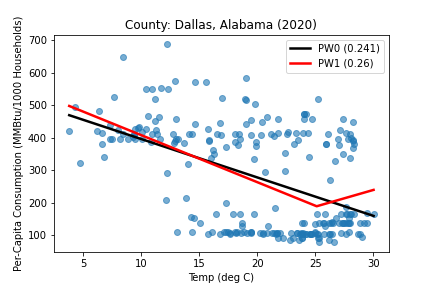 County: Dallas, Alabama (2020)
PW0 (0.241)
PW1 (0.26)
Per-Capita Consumption (MMBtu/1000 Households)
700
600
500
400
300
200
100
5
10
15
20
25
30
Temp (deg C)